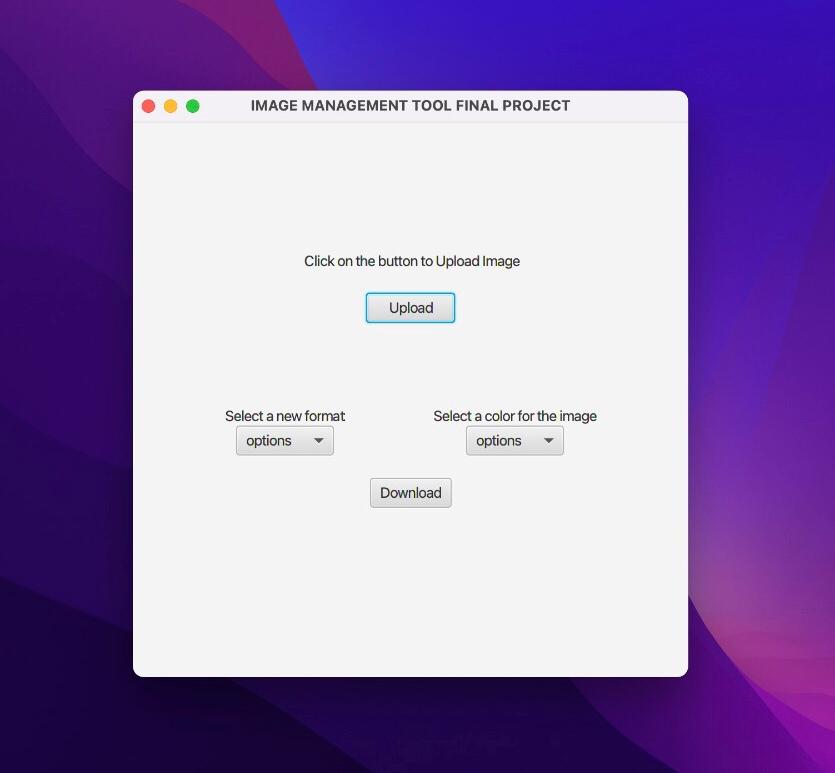 IMAGE MANAGEMENT TOOL FINAL PROJECT
Click on the button to Upload Image
Upload
Select a new format
Select a color for the image
options
options
Download